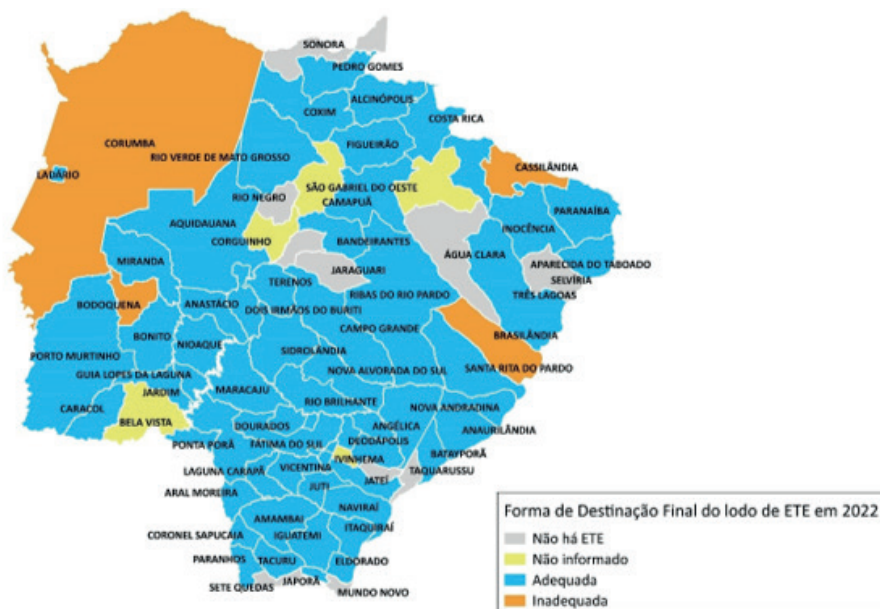 SONORA
PEDRO GOMES
ALCINÓPOLIS
COXIM
COSTA RICA
CORUMBA
FIGUEIRÃO
RIO VERDE DE MATO GROSSO
CASSILÂNDIA
LADÁRIO
SÃO GABRIEL DO OESTE
RIO NEGRO
CAMAPUÃ
PARANAÍBA
AQUIDAUANA
INOCÊNCIA
CORGUINHO
BANDEIRANTES
ÁGUA CLARA
MIRANDA
APARECIDA DO TABOADO
JARAGUARI
TERENOS
SELVÍRIA
RIBAS DO RIO PARDO
TRÊS LAGOAS
BODOQUENA
ANASTÁCIO
DOIS IRMÃOS DO BURITI
CAMPO GRANDE
BRASILÂNDIA
BONITO
NIOAQUE
SIDROLÂNDIA
PORTO MURTINHO
NOVA ALVORADA DO SUL
SANTA RITA DO PARDO
GUIA LOPES DA LAGUNA
JARDIM
MARACAJU
RIO BRILHANTE
CARACOL
NOVA ANDRADINA
BELA VISTA
DOURADOS
ANGÉLICA
ANAURILÂNDIA
PONTA PORÃ
FÁTIMA DO SUL
DEODÁPOLIS
BATAYPORÃ
IVINHEMA
LAGUNA CARAPÃ
VICENTINA
TAQUARUSSU
JATEÍ
JUTI
ARAL MOREIRA
NAVIRAÍ
AMAMBAI
ITAQUIRAÍ
CORONEL SAPUCAIA
IGUATEMI
PARANHOS
TACURU
ELDORADO
SETE QUEDAS
JAPORÃ
MUNDO NOVO
Forma de Destinação Final do lodo de ETE em 2022
Não há ETE
Não informado
Adequada
Inadequada